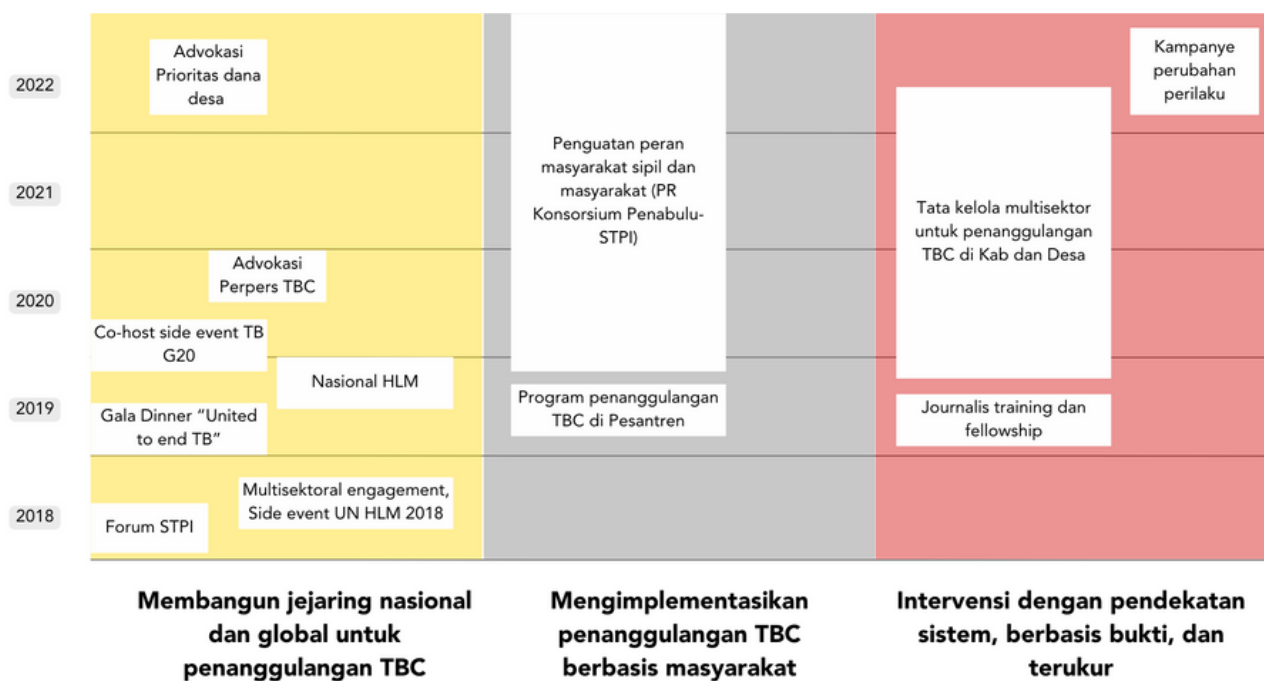 2022
2021
2020
2019
2018
Advokasi
Prioritas dana
desa
Advokasi
Perpers TBC
Co-host side event TB
G20
Nasional HLM
Gala Dinner “United
to end TB”
Multisektoral engagement,
Side event UN HLM 2018
Forum STPI
Membangun jejaring nasional
dan global untuk
penanggulangan TBC
Penguatan peran
masyarakat sipil dan
masyarakat (PR
Konsorsium Penabulu-
STPI)
Program penanggulangan
TBC di Pesantren
Mengimplementasikan
penanggulangan TBC
berbasis masyarakat
Kampanye
perubahan
perilaku
Tata kelola multisektor
untuk penanggulangan
TBC di Kab dan Desa
Journalis training dan
fellowship
Intervensi dengan pendekatan
sistem, berbasis bukti, dan
terukur